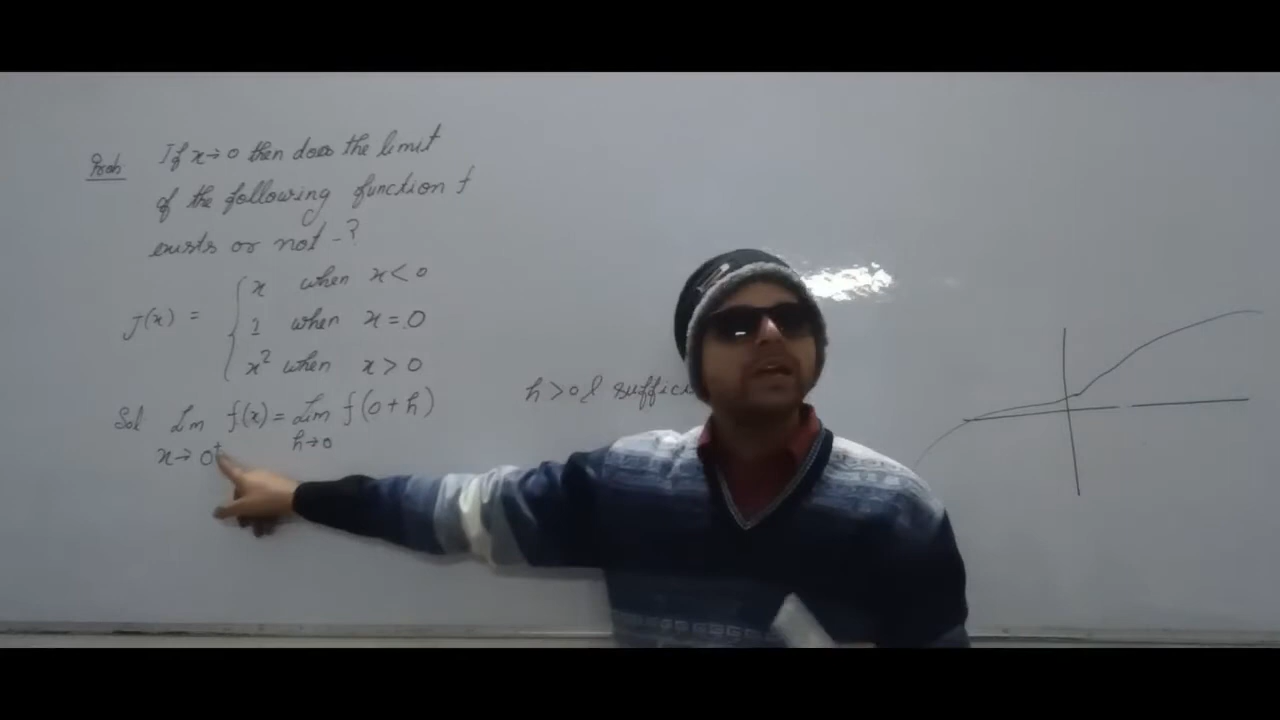 Prob If x→0 then does the limit
of the following function f
exists or not -?
f(x) = { x when x < 0
1 when x = 0
x² when x > 0
h > 0 &
Sol Lim f(x) = Lim f(0 + h)
x → 0⁺ h→0